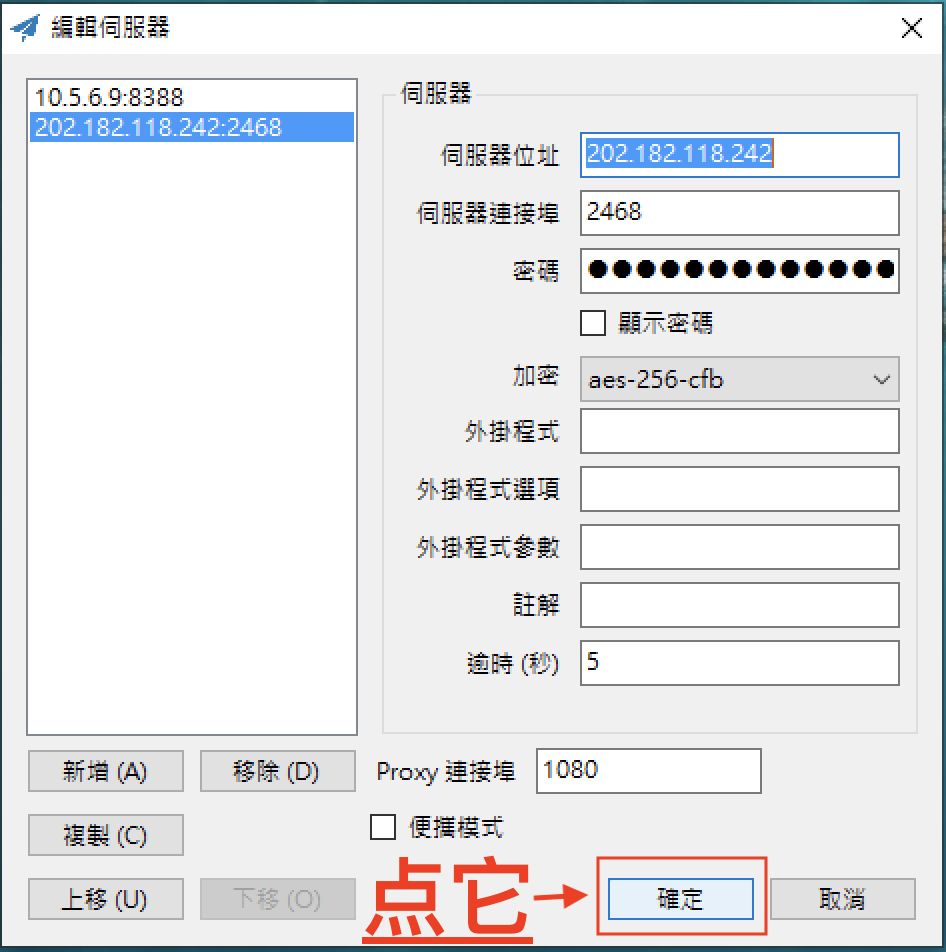 編輯伺服器
10.5.6.9:8388
202.182.118.242:2468
伺服器
伺服器位址 202.182.118.242
伺服器連接埠 2468
密碼 ●●●●●●●●●●●●●
顯示密碼
加密 aes-256-cfb
外掛程式
外掛程式選項
外掛程式參數
註解
逾時 (秒) 5
新增 (A) 移除 (D) Proxy 連接埠 1080
複製 (C) 便攜模式
上移 (U) 下移 (O) 点它 確定 取消